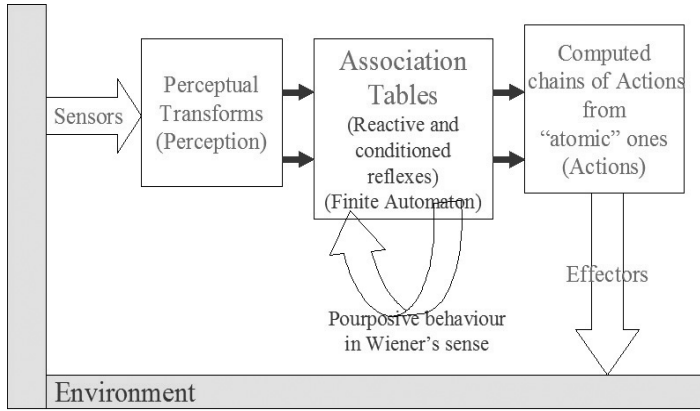 Sensors
Perceptual
Transforms
(Perception)
Association
Tables
(Reactive and
conditioned
reflexes)
(Finite Automaton)
Computed
chains of Actions
from
“atomic” ones
(Actions)
Effectors
Pourposive behaviour
in Wiener’s sense
Environment